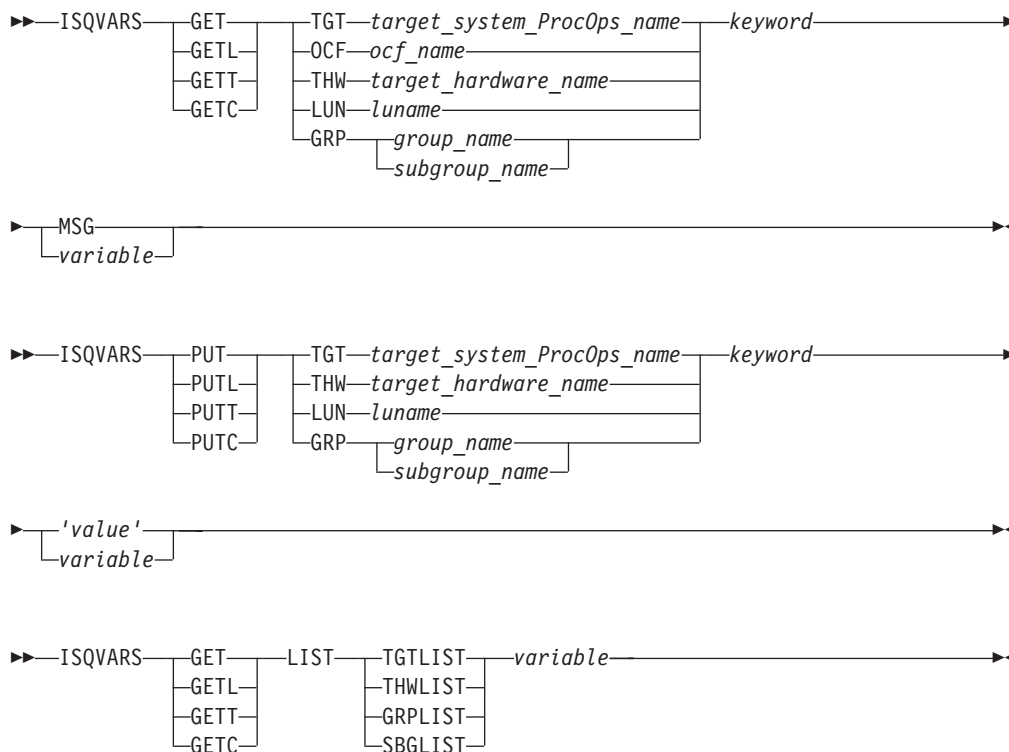 ISQVARS GET TGT target_system_ProcOps_name keyword
GETL OCF ocf_name
GETT THW target_hardware_name
GETC LUN luname
GRP group_name
subgroup_name
MSG
variable
ISQVARS PUT TGT target_system_ProcOps_name keyword
PUTL THW target_hardware_name
PUTT LUN luname
PUTC GRP group_name
subgroup_name
'value'
variable
ISQVARS GET LIST TGTLIST variable
GETL THWLIST
GETT GRPLIST
GETC SBGLIST